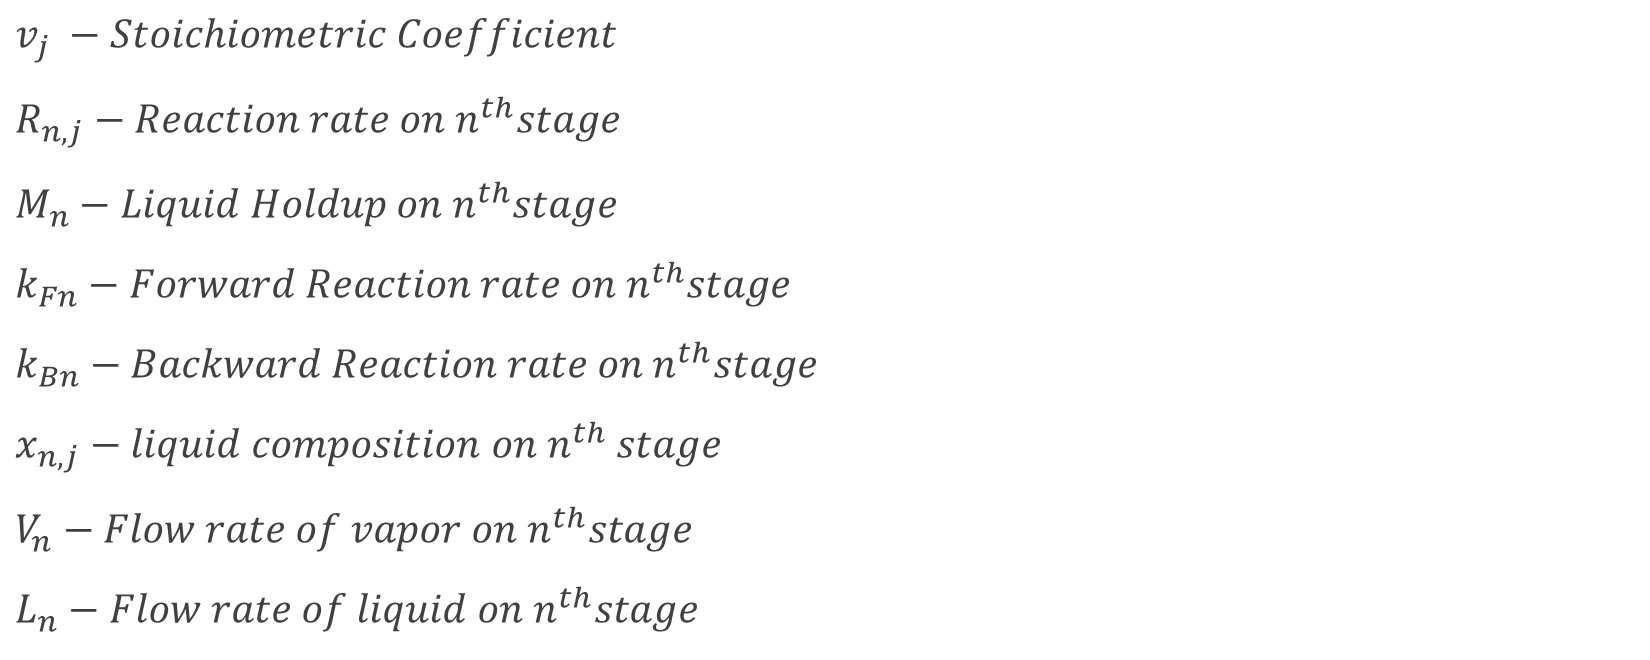 v_j − Stoichiometric Coefficient
R_{n,j} − Reaction rate on n^{th} stage
M_n − Liquid Holdup on n^{th} stage
k_{Fn} − Forward Reaction rate on n^{th} stage
k_{Bn} − Backward Reaction rate on n^{th} stage
x_{n,j} − liquid composition on n^{th} stage
V_n − Flow rate of vapor on n^{th} stage
L_n − Flow rate of liquid on n^{th} stage